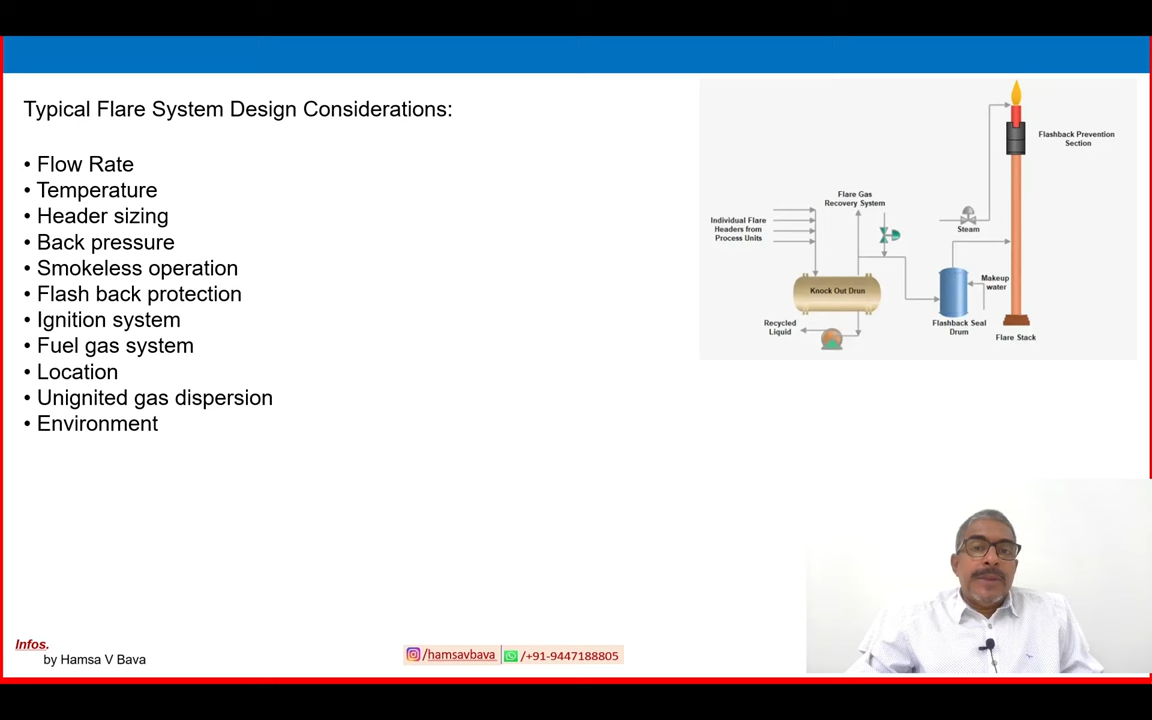 Typical Flare System Design Considerations:
• Flow Rate
• Temperature
• Header sizing
• Back pressure
• Smokeless operation
• Flash back protection
• Ignition system
• Fuel gas system
• Location
• Unignited gas dispersion
• Environment
Flashback Prevention
Section
Flare Gas
Recovery System
Individual Flare
Headers from
Process Units
Steam
Knock Out Drun
Makeup
water
Recycled
Liquid
Flashback Seal
Drum
Flare Stack
Infos.
by Hamsa V Bava
/hamsavbava
/+91-9447188805